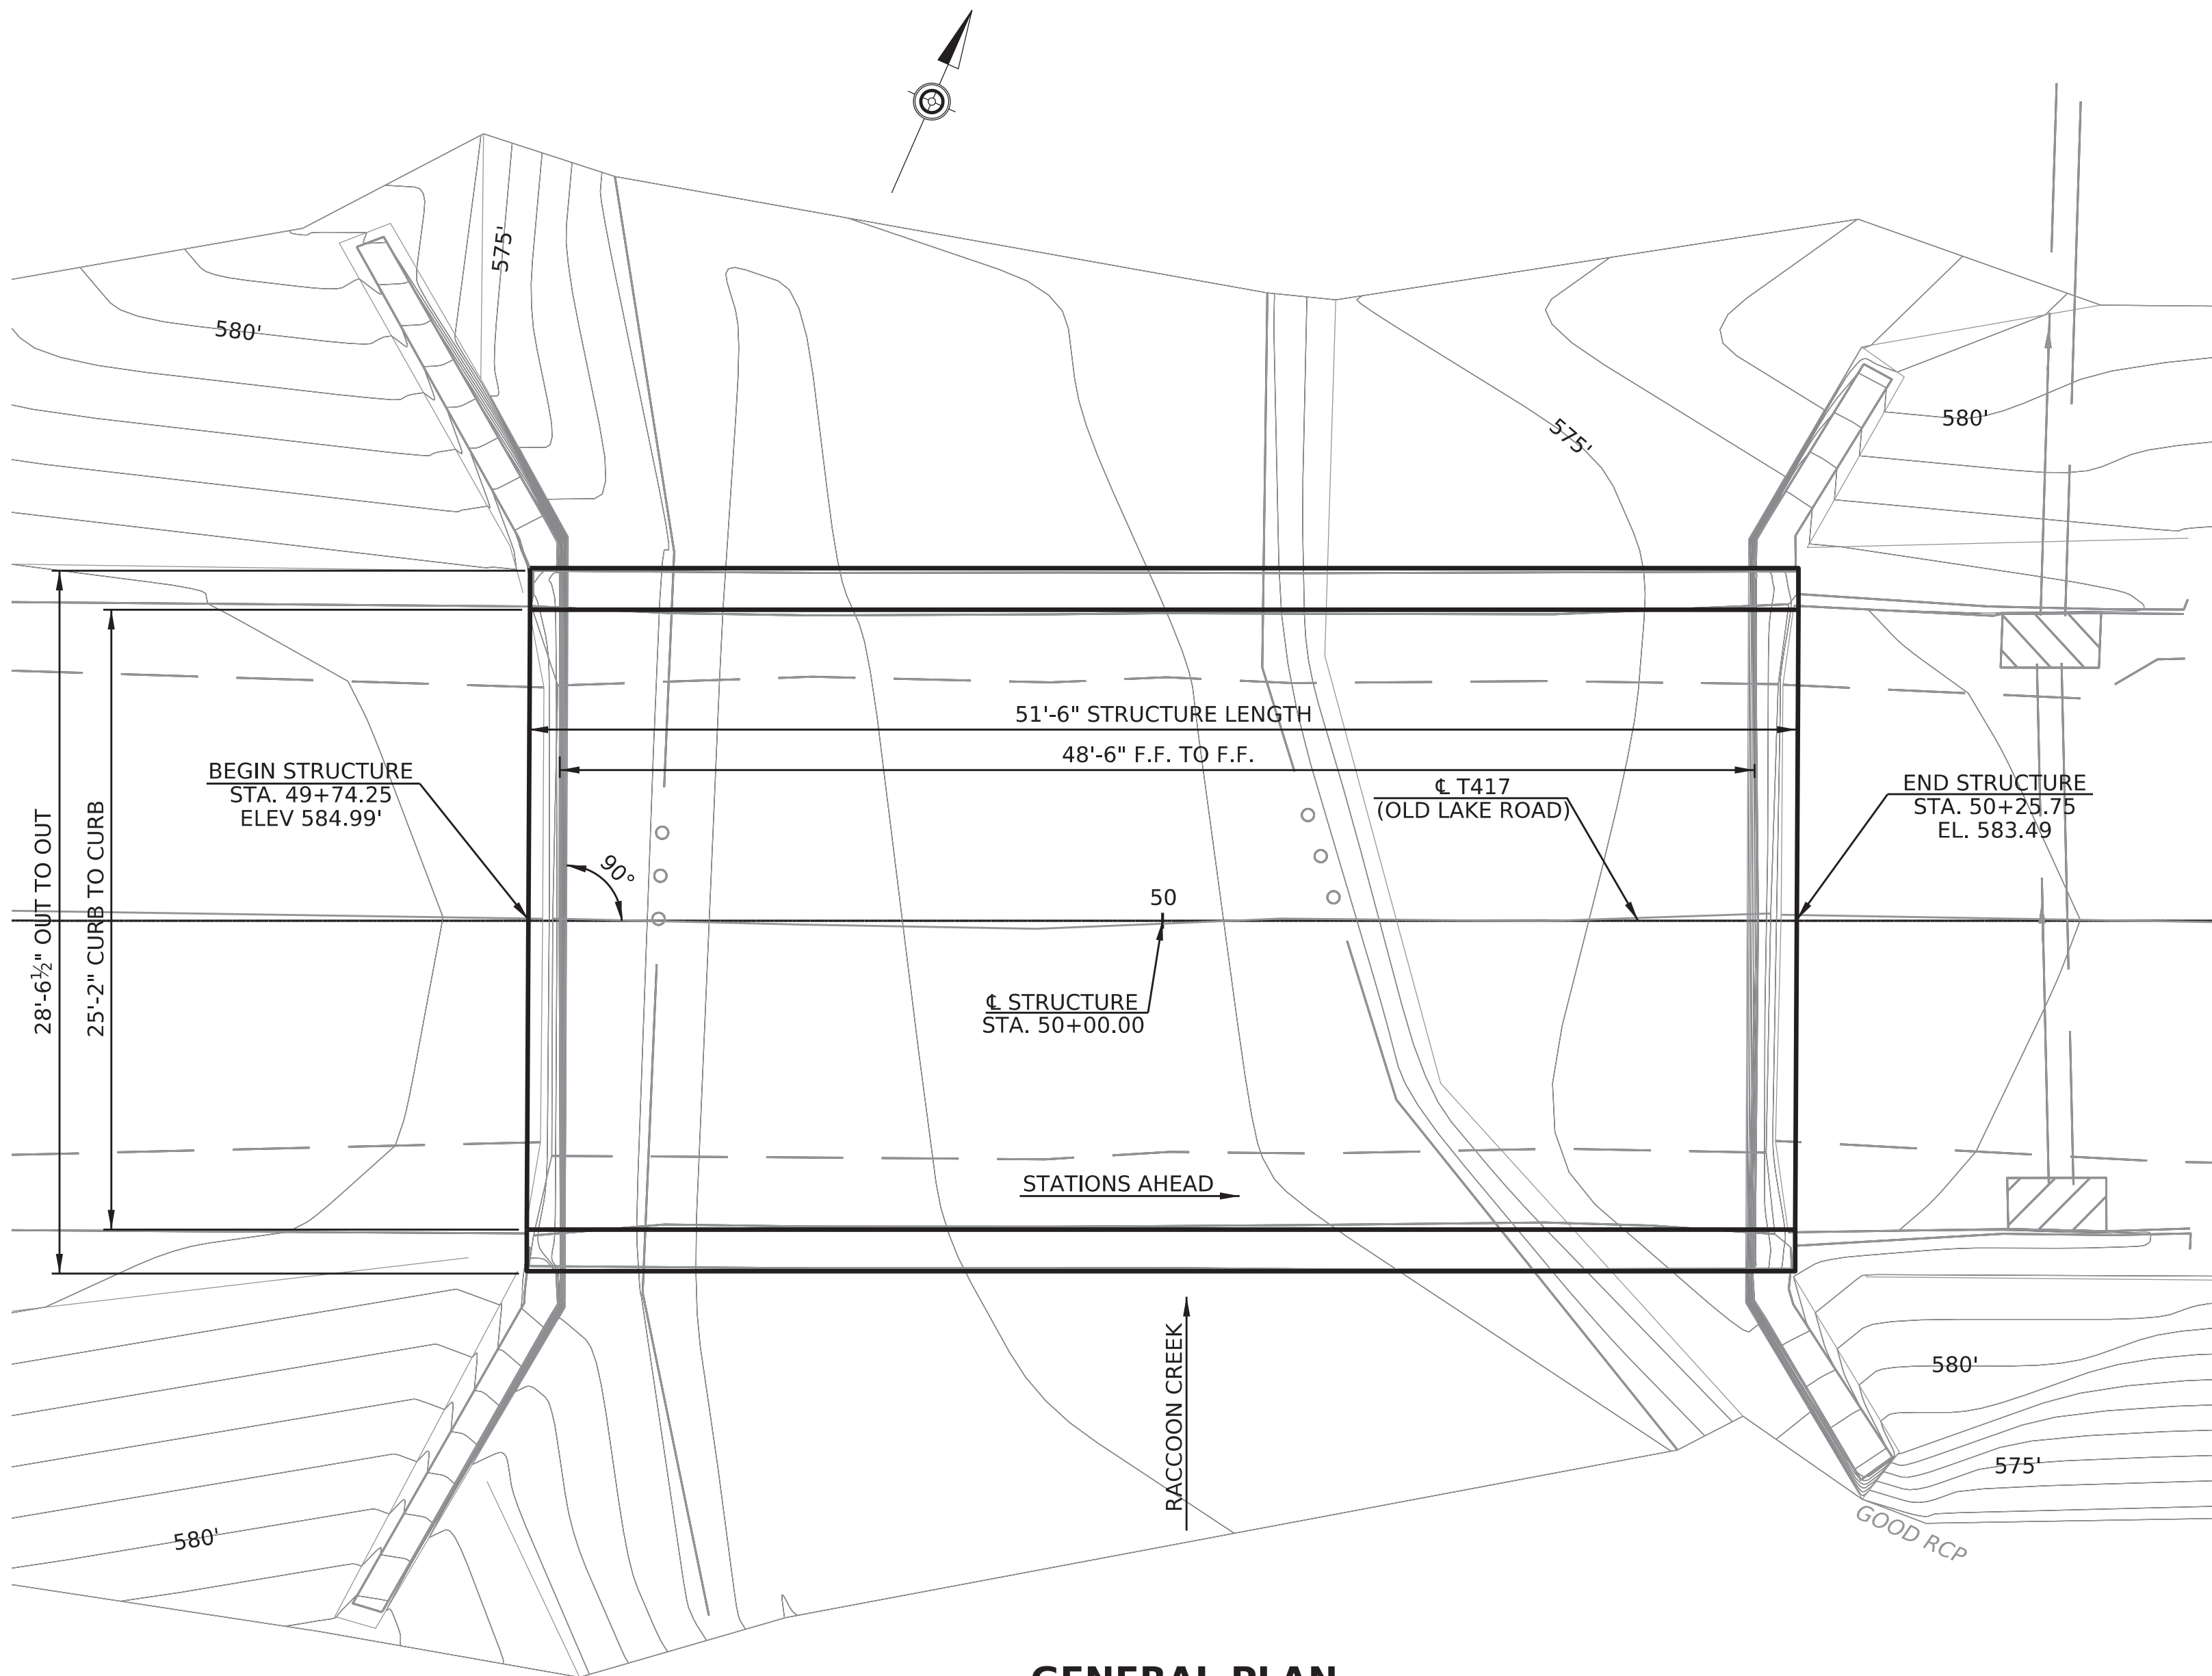 575'
580'
580'
575'
51'-6" STRUCTURE LENGTH
48'-6" F.F. TO F.F.
BEGIN STRUCTURE
STA. 49+74.25
ELEV 584.99'
℄ T417
(OLD LAKE ROAD)
END STRUCTURE
STA. 50+25.75
EL. 583.49
28'-6½" OUT TO OUT
25'-2" CURB TO CURB
90°
50
℄ STRUCTURE
STA. 50+00.00
STATIONS AHEAD
RACCOON CREEK
580'
575'
580'
GOOD RCP
GENERAL PLAN